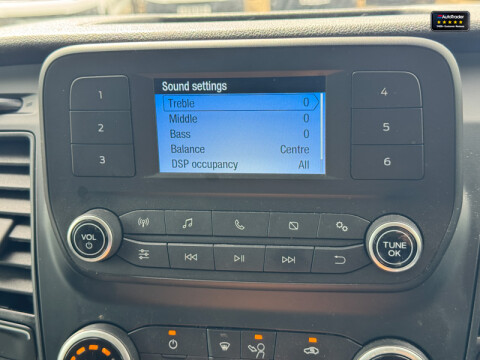 AutoTrader
Sound settings
Treble 0
Middle 0
Bass 0
Balance Centre
DSP occupancy All
1
2
3
4
5
6
VOL
TUNE
OK